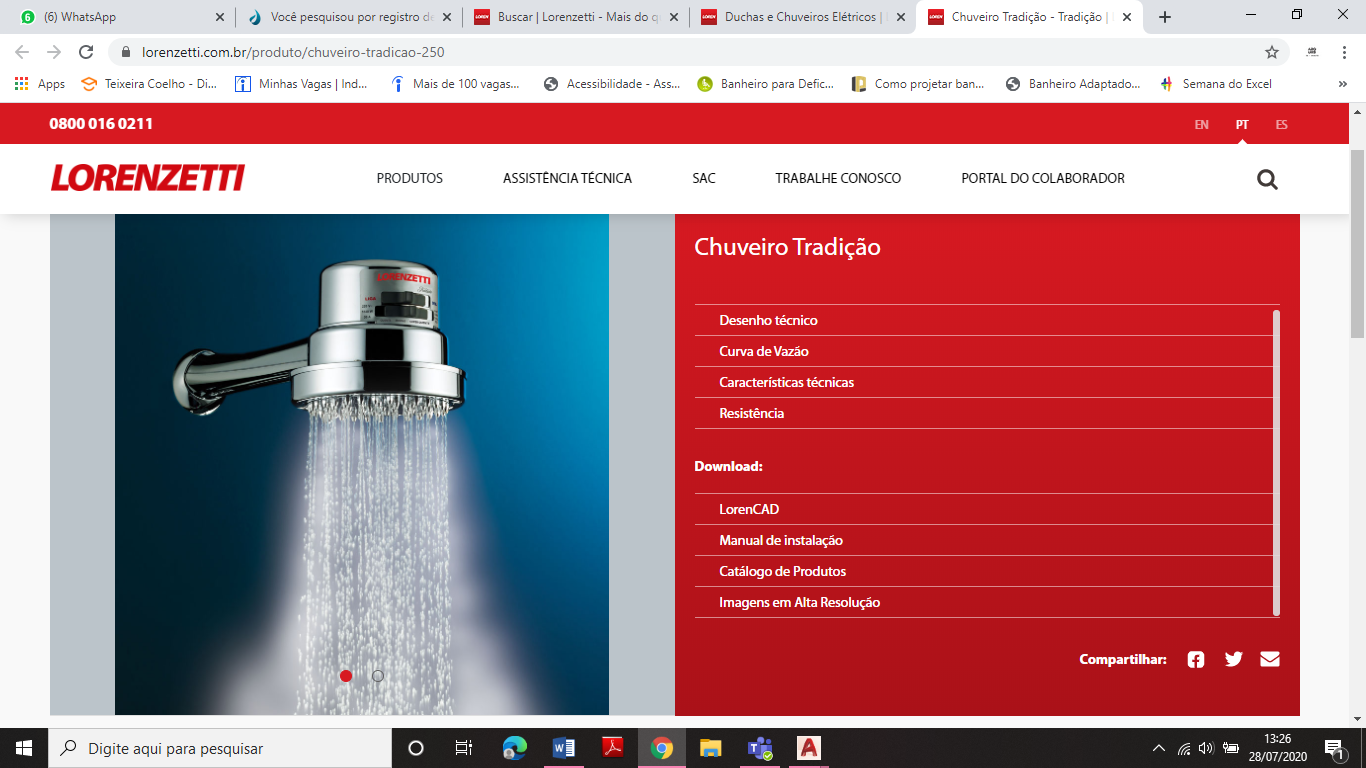 (6) WhatsApp
Você pesquisou por registro de
Buscar | Lorenzetti - Mais do q
Duchas e Chuveiros Elétricos |
Chuveiro Tradição - Tradição |
lorenzetti.com.br/produto/chuveiro-tradicao-250
Apps
Teixeira Coelho - Di...
Minhas Vagas | Ind...
Mais de 100 vagas...
Acessibilidade - Ass...
Banheiro para Defic...
Como projetar ban...
Banheiro Adaptado...
Semana do Excel
0800 016 0211
EN PT ES
LORENZETTI
PRODUTOS
ASSISTÊNCIA TÉCNICA
SAC
TRABALHE CONOSCO
PORTAL DO COLABORADOR
LORENZETTI
Chuveiro Tradição
Desenho técnico
Curva de Vazão
Características técnicas
Resistência
Download:
LorenCAD
Manual de instalação
Catálogo de Produtos
Imagens em Alta Resolução
Compartilhar:
Digite aqui para pesquisar
13:26
28/07/2020